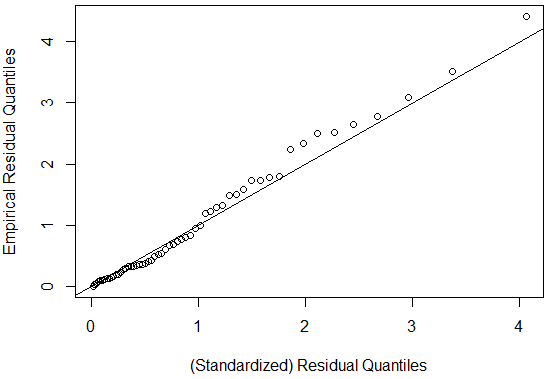 Empirical Residual Quantiles
4
3
2
1
0
0 1 2 3 4
(Standardized) Residual Quantiles